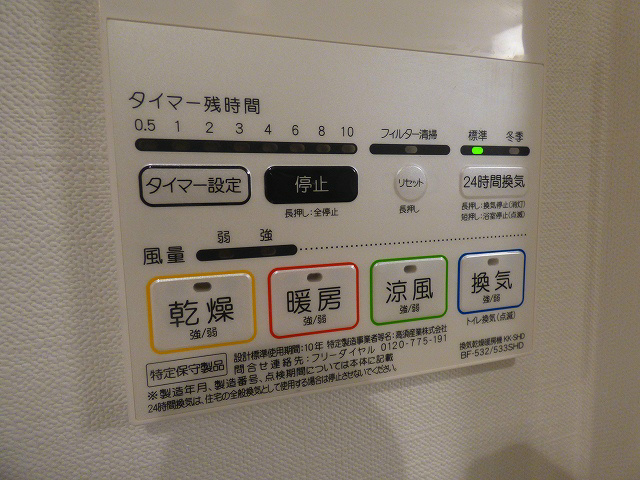 タイマー残時間
0.5 1 2 3 4 6 8 10
フィルター清掃
標準 冬季
タイマー設定
停止
リセット
24時間換気
長押し:全停止
長押し
長押し:換気停止(消灯)
短押し:浴室停止(点滅)
風量 弱 強
乾燥
強/弱
暖房
強/弱
涼風
強/弱
換気
強/弱
トイレ換気(点滅)
特定保守製品
設計標準使用期間:10年 特定製造事業者等名:高須産業株式会社
問合せ連絡先:フリーダイヤル 0120-775-191
換気乾燥暖房機 KK-SHD
BF-532/533SHD
※製造年月、製造番号、点検期間については本体に記載
24時間換気は、住宅の全般換気として使用する場合は停止させないでください。